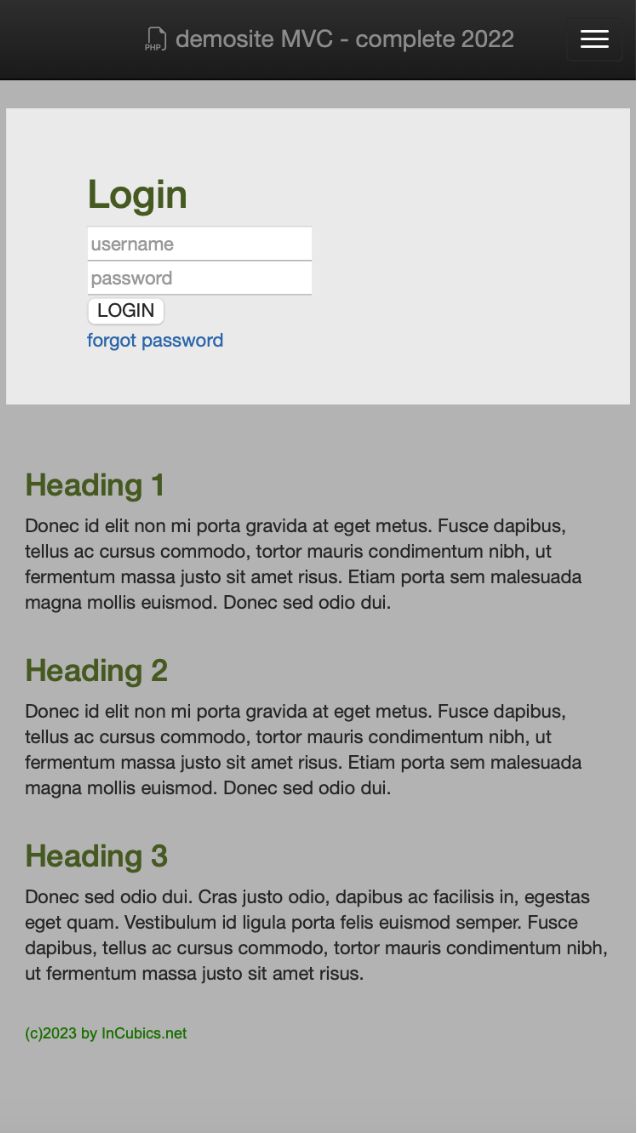 PHP demosite MVC - complete 2022
Login
username
password
LOGIN
forgot password
Heading 1
Donec id elit non mi porta gravida at eget metus. Fusce dapibus,
tellus ac cursus commodo, tortor mauris condimentum nibh, ut
fermentum massa justo sit amet risus. Etiam porta sem malesuada
magna mollis euismod. Donec sed odio dui.
Heading 2
Donec id elit non mi porta gravida at eget metus. Fusce dapibus,
tellus ac cursus commodo, tortor mauris condimentum nibh, ut
fermentum massa justo sit amet risus. Etiam porta sem malesuada
magna mollis euismod. Donec sed odio dui.
Heading 3
Donec sed odio dui. Cras justo odio, dapibus ac facilisis in, egestas
eget quam. Vestibulum id ligula porta felis euismod semper. Fusce
dapibus, tellus ac cursus commodo, tortor mauris condimentum nibh,
ut fermentum massa justo sit amet risus.
(c)2023 by InCubics.net